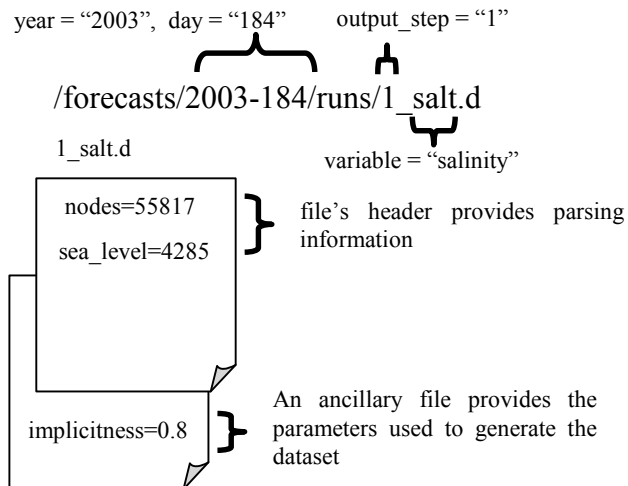 year = “2003”, day = “184”
output_step = “1”
/forecasts/2003-184/runs/1_salt.d
1_salt.d
variable = “salinity”
nodes=55817
sea_level=4285
file’s header provides parsing
information
implicitness=0.8
An ancillary file provides the
parameters used to generate the
dataset